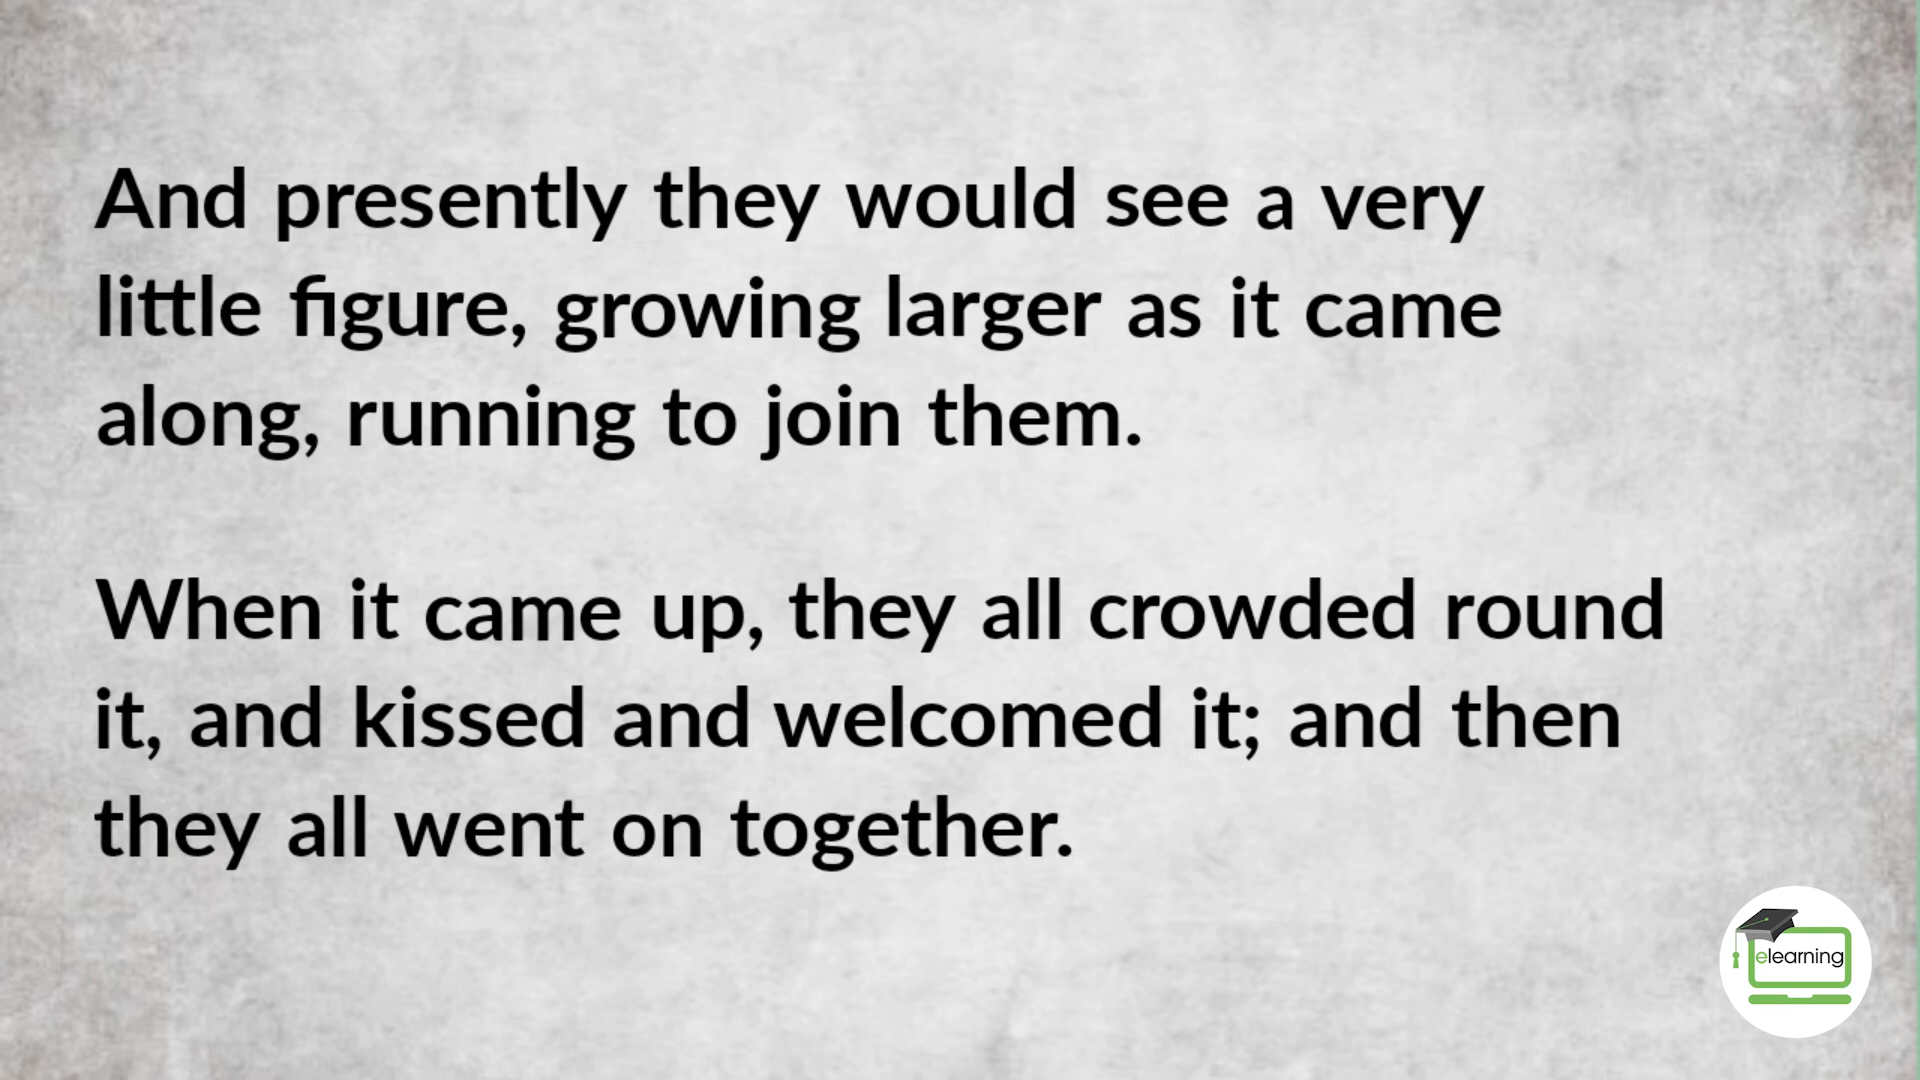 And presently they would see a very
little figure, growing larger as it came
along, running to join them.
When it came up, they all crowded round
it, and kissed and welcomed it; and then
they all went on together.
elearning